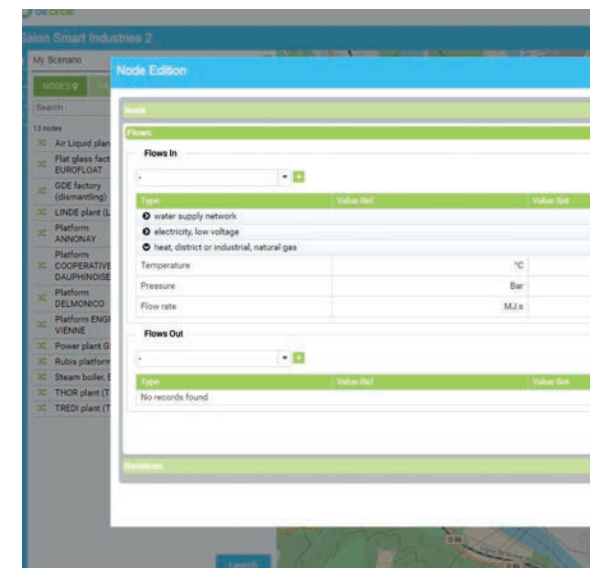 Salon Smart Industries 2
My Scenario
Node Edition
NODES
Search
13 nodes
Air Liquid plan
Flat glass fact
EUROFLOAT
GDE factory
(dismantling)
LINDE plant (L
Platform
ANNONAY
Platform
COOPERATIVE
DAUPHINOISE
Platform
DELMONICO
Platform ENGI
VIENNE
Power plant G
Rubis platform
Steam boiler, E
THOR plant (T
TREDI plant (T
Node
Flows
Flows In
-
Type Value Ref Value Set
water supply network
electricity, low voltage
heat, district or industrial, natural gas
Temperature °C
Pressure Bar
Flow rate MJ.s
Flows Out
-
Type Value Ref Value Set
No records found
Relations
Launch
D 86
D 86